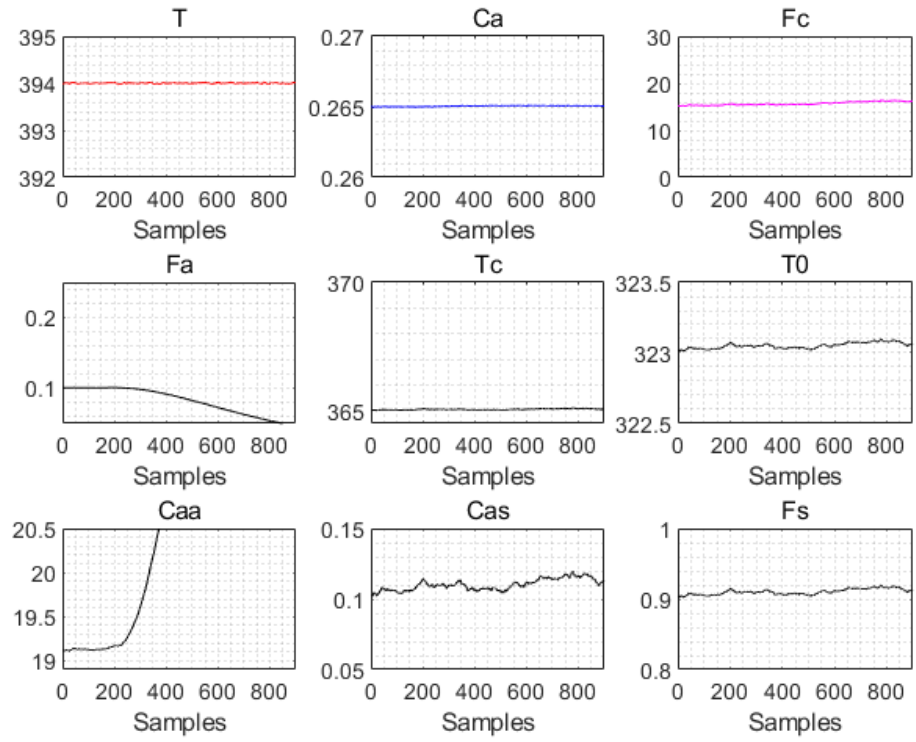 T
395
394
393
392
0 200 400 600 800
Samples
Ca
0.27
0.265
0.26
0 200 400 600 800
Samples
Fc
30
20
10
0
0 200 400 600 800
Samples
Fa
0.2
0.1
0 200 400 600 800
Samples
Tc
370
365
0 200 400 600 800
Samples
T0
323.5
323
322.5
0 200 400 600 800
Samples
Caa
20.5
20
19.5
19
0 200 400 600 800
Samples
Cas
0.15
0.1
0.05
0 200 400 600 800
Samples
Fs
1
0.9
0.8
0 200 400 600 800
Samples